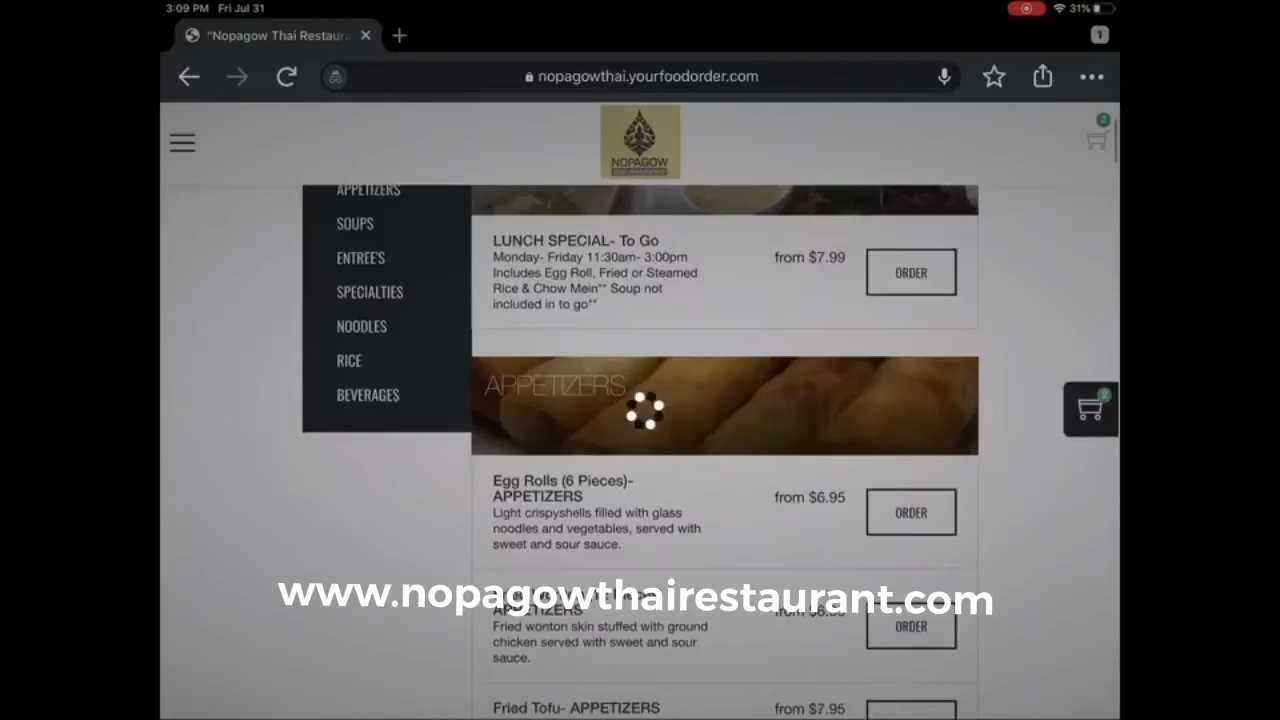 3:09 PM Fri Jul 31
31%
"Nopagow Thai Restaura
1
nopagowthai.yourfoodorder.com
NOPAGOW
2
APPETIZERS
SOUPS
ENTREE'S
SPECIALTIES
NOODLES
RICE
BEVERAGES
LUNCH SPECIAL- To Go
Monday- Friday 11:30am- 3:00pm
Includes Egg Roll, Fried or Steamed
Rice & Chow Mein** Soup not
included in to go**
from $7.99
ORDER
APPETIZERS
2
Egg Rolls (6 Pieces)-
APPETIZERS
Light crispyshells filled with glass
noodles and vegetables, served with
sweet and sour sauce.
from $6.95
ORDER
www.nopagowthairestaurant.com
APPETIZERS
Fried wonton skin stuffed with ground
chicken served with sweet and sour
sauce.
ORDER
Fried Tofu- APPETIZERS
from $7.95